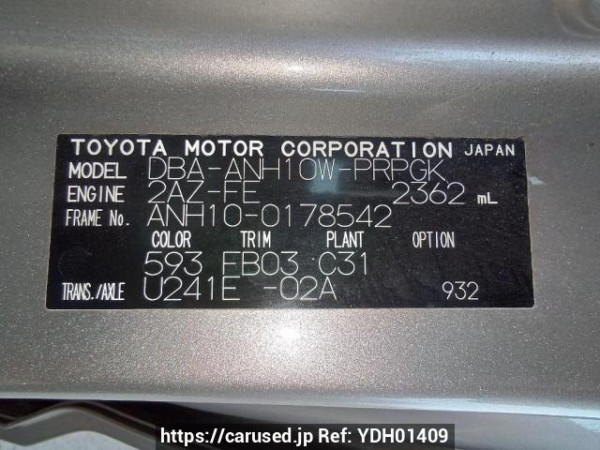 TOYOTA MOTOR CORPORATION JAPAN
MODEL DBA-ANH10W-PRPGK
ENGINE 2AZ-FE 2362 mL
FRAME No. ANH10-0178542
COLOR TRIM PLANT OPTION
593 FB03 C31
TRANS./AXLE U241E -02A 932
https://carused.jp Ref: YDH01409